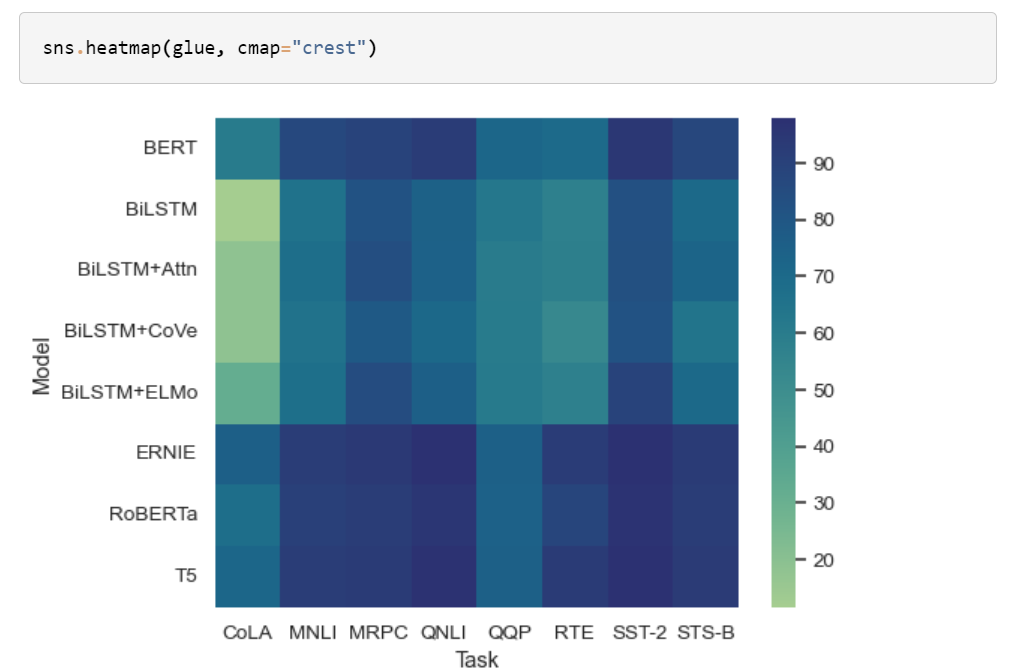 sns.heatmap(glue, cmap="crest")
BERT
BiLSTM
BiLSTM+Attn
BiLSTM+CoVe
BiLSTM+ELMo
ERNIE
RoBERTa
T5
Model
CoLA MNLI MRPC QNLI QQP RTE SST-2 STS-B
Task
90
80
70
60
50
40
30
20